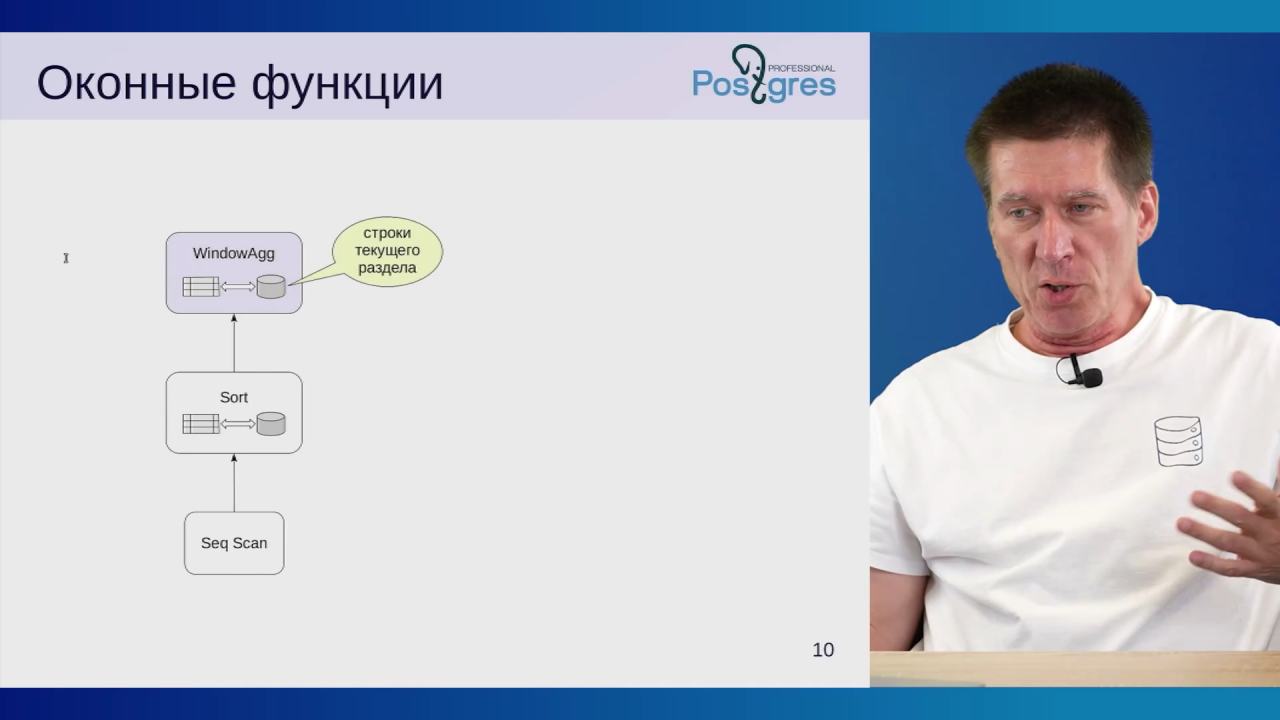 Оконные функции
PROFESSIONAL
Postgres
WindowAgg
строки
текущего
раздела
Sort
Seq Scan
10